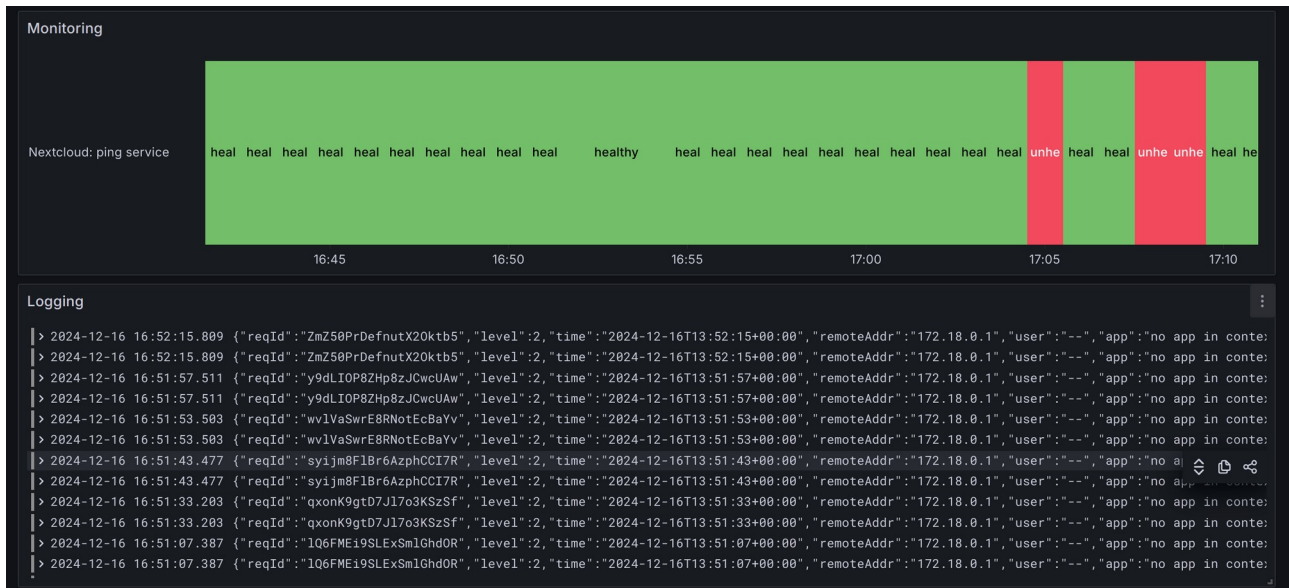 Monitoring
Nextcloud: ping service heal heal heal heal heal heal heal heal heal heal healthy heal heal heal heal heal heal heal heal heal heal unhe heal heal unhe unhe heal he
16:45 16:50 16:55 17:00 17:05 17:10
Logging
> 2024-12-16 16:52:15.809 {"reqId":"ZmZ50PrDefnutX2Oktb5","level":2,"time":"2024-12-16T13:52:15+00:00","remoteAddr":"172.18.0.1","user":"--","app":"no app in contex
> 2024-12-16 16:52:15.809 {"reqId":"ZmZ50PrDefnutX2Oktb5","level":2,"time":"2024-12-16T13:52:15+00:00","remoteAddr":"172.18.0.1","user":"--","app":"no app in contex
> 2024-12-16 16:51:57.511 {"reqId":"y9dLIOP8ZHp8zJCwcUAw","level":2,"time":"2024-12-16T13:51:57+00:00","remoteAddr":"172.18.0.1","user":"--","app":"no app in contex
> 2024-12-16 16:51:57.511 {"reqId":"y9dLIOP8ZHp8zJCwcUAw","level":2,"time":"2024-12-16T13:51:57+00:00","remoteAddr":"172.18.0.1","user":"--","app":"no app in contex
> 2024-12-16 16:51:53.503 {"reqId":"wvlVaSwrE8RNotEcBaYv","level":2,"time":"2024-12-16T13:51:53+00:00","remoteAddr":"172.18.0.1","user":"--","app":"no app in contex
> 2024-12-16 16:51:53.503 {"reqId":"wvlVaSwrE8RNotEcBaYv","level":2,"time":"2024-12-16T13:51:53+00:00","remoteAddr":"172.18.0.1","user":"--","app":"no app in contex
> 2024-12-16 16:51:43.477 {"reqId":"syijm8FlBr6AzphCCI7R","level":2,"time":"2024-12-16T13:51:43+00:00","remoteAddr":"172.18.0.1","user":"--","app":"no a
> 2024-12-16 16:51:43.477 {"reqId":"syijm8FlBr6AzphCCI7R","level":2,"time":"2024-12-16T13:51:43+00:00","remoteAddr":"172.18.0.1","user":"--","app":"no app in contex
> 2024-12-16 16:51:33.203 {"reqId":"qxonK9gtD7Jl7o3KSzSf","level":2,"time":"2024-12-16T13:51:33+00:00","remoteAddr":"172.18.0.1","user":"--","app":"no app in contex
> 2024-12-16 16:51:33.203 {"reqId":"qxonK9gtD7Jl7o3KSzSf","level":2,"time":"2024-12-16T13:51:33+00:00","remoteAddr":"172.18.0.1","user":"--","app":"no app in contex
> 2024-12-16 16:51:07.387 {"reqId":"lQ6FMEi9SLExSmlGhdOR","level":2,"time":"2024-12-16T13:51:07+00:00","remoteAddr":"172.18.0.1","user":"--","app":"no app in contex
> 2024-12-16 16:51:07.387 {"reqId":"lQ6FMEi9SLExSmlGhdOR","level":2,"time":"2024-12-16T13:51:07+00:00","remoteAddr":"172.18.0.1","user":"--","app":"no app in contex